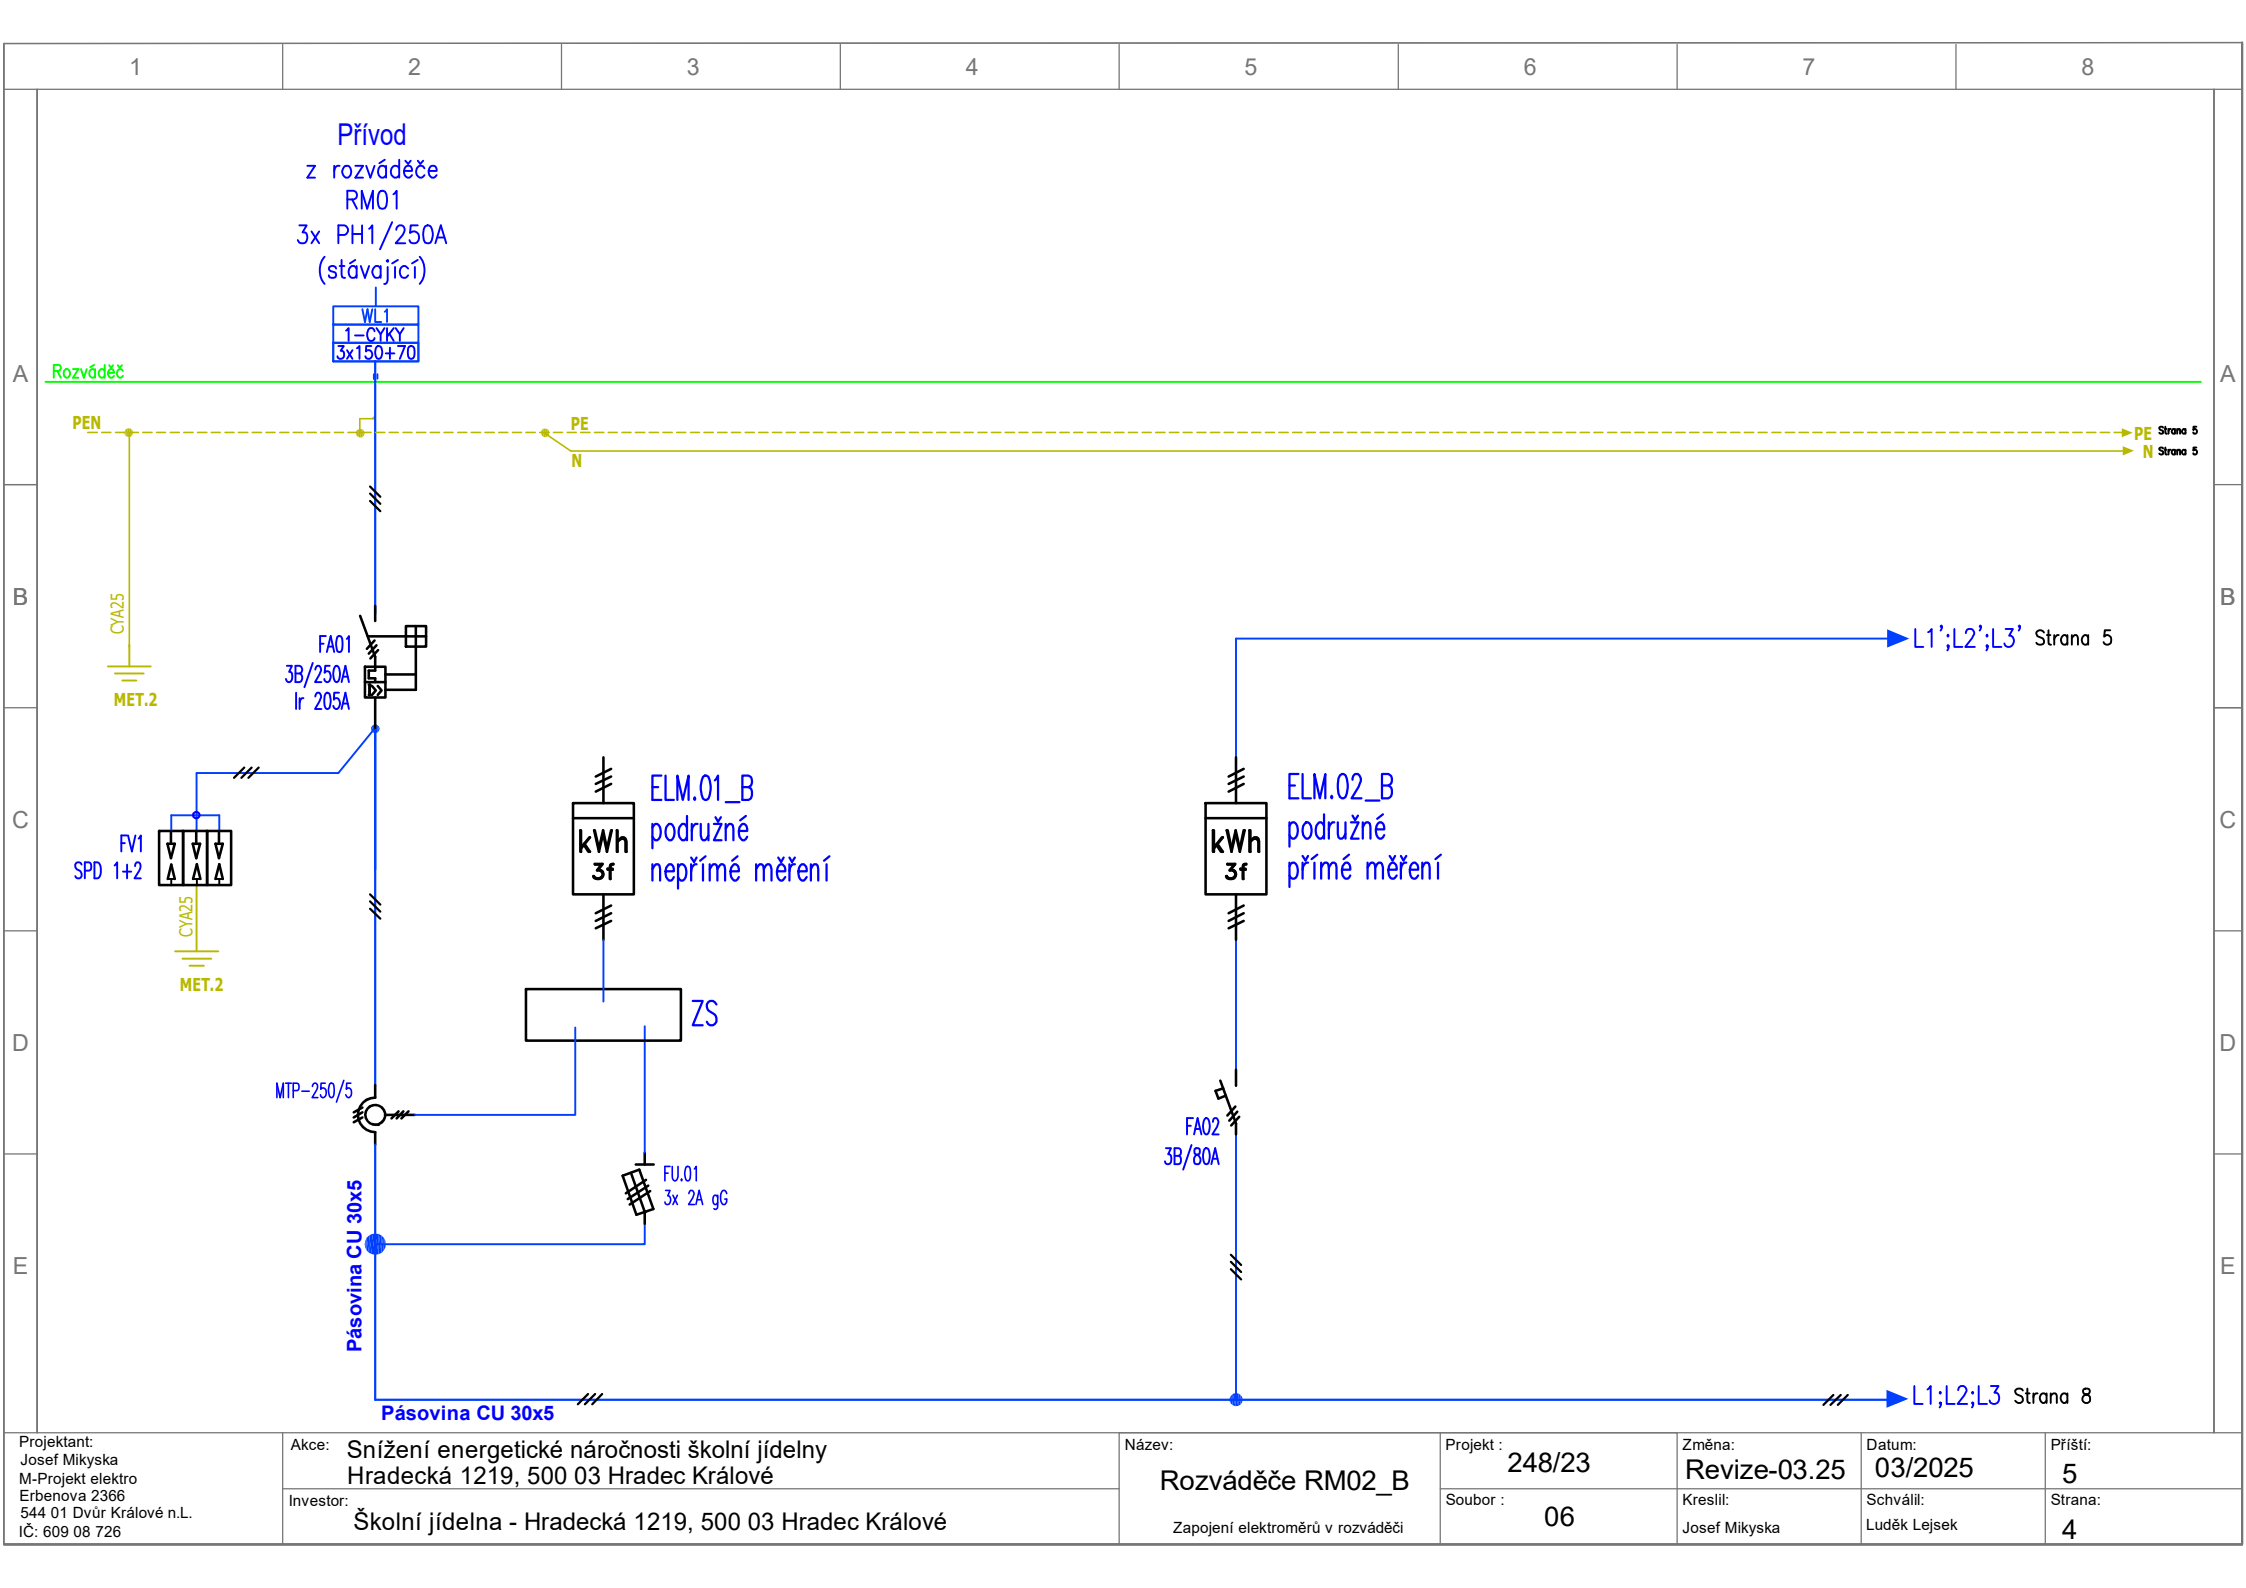 1 2 3 4 5 6 7 8
Přívod
z rozváděče
RM01
3x PH1/250A
(stávající)
WL1
1-CYKY
3x150+70
A
Rozváděč
A
PEN
PE
N
PE Strana 5
N Strana 5
B
CYA25
MET.2
FA01
3B/250A
Ir 205A
B
L1';L2';L3' Strana 5
C
FV1
SPD 1+2
CYA25
MET.2
kWh
3f
ELM.01_B
podružné
nepřímé měření
kWh
3f
ELM.02_B
podružné
přímé měření
C
D
ZS
MTP-250/5
FA02
3B/80A
D
FU.01
3x 2A gG
Pásovina CU 30x5
E
E
Pásovina CU 30x5
L1;L2;L3 Strana 8
Projektant:
Josef Mikyska
M-Projekt elektro
Erbenova 2366
544 01 Dvůr Králové n.L.
IČ: 609 08 726
Akce: Snížení energetické náročnosti školní jídelny
Hradecká 1219, 500 03 Hradec Králové
Investor:
Školní jídelna - Hradecká 1219, 500 03 Hradec Králové
Název:
Rozváděče RM02_B
Zapojení elektroměrů v rozváděči
Projekt :
248/23
Soubor :
06
Změna:
Revize-03.25
Kreslil:
Josef Mikyska
Datum:
03/2025
Schválil:
Luděk Lejsek
Příští:
5
Strana:
4